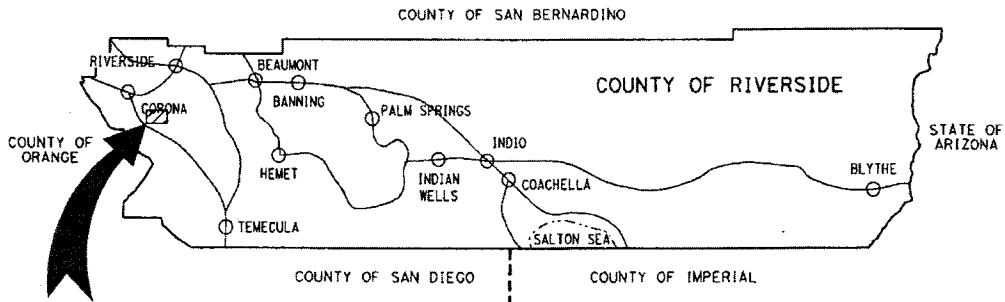 COUNTY OF SAN BERNARDINO
RIVERSIDE
BEAUMONT
BANNING
COUNTY OF RIVERSIDE
CORONA
PALM SPRINGS
COUNTY OF
ORANGE
STATE OF
ARIZONA
HEMET
INDIAN
WELLS
INDIO
COACHELLA
BLYTHE
TEMECULA
SALTON SEA
COUNTY OF SAN DIEGO
COUNTY OF IMPERIAL